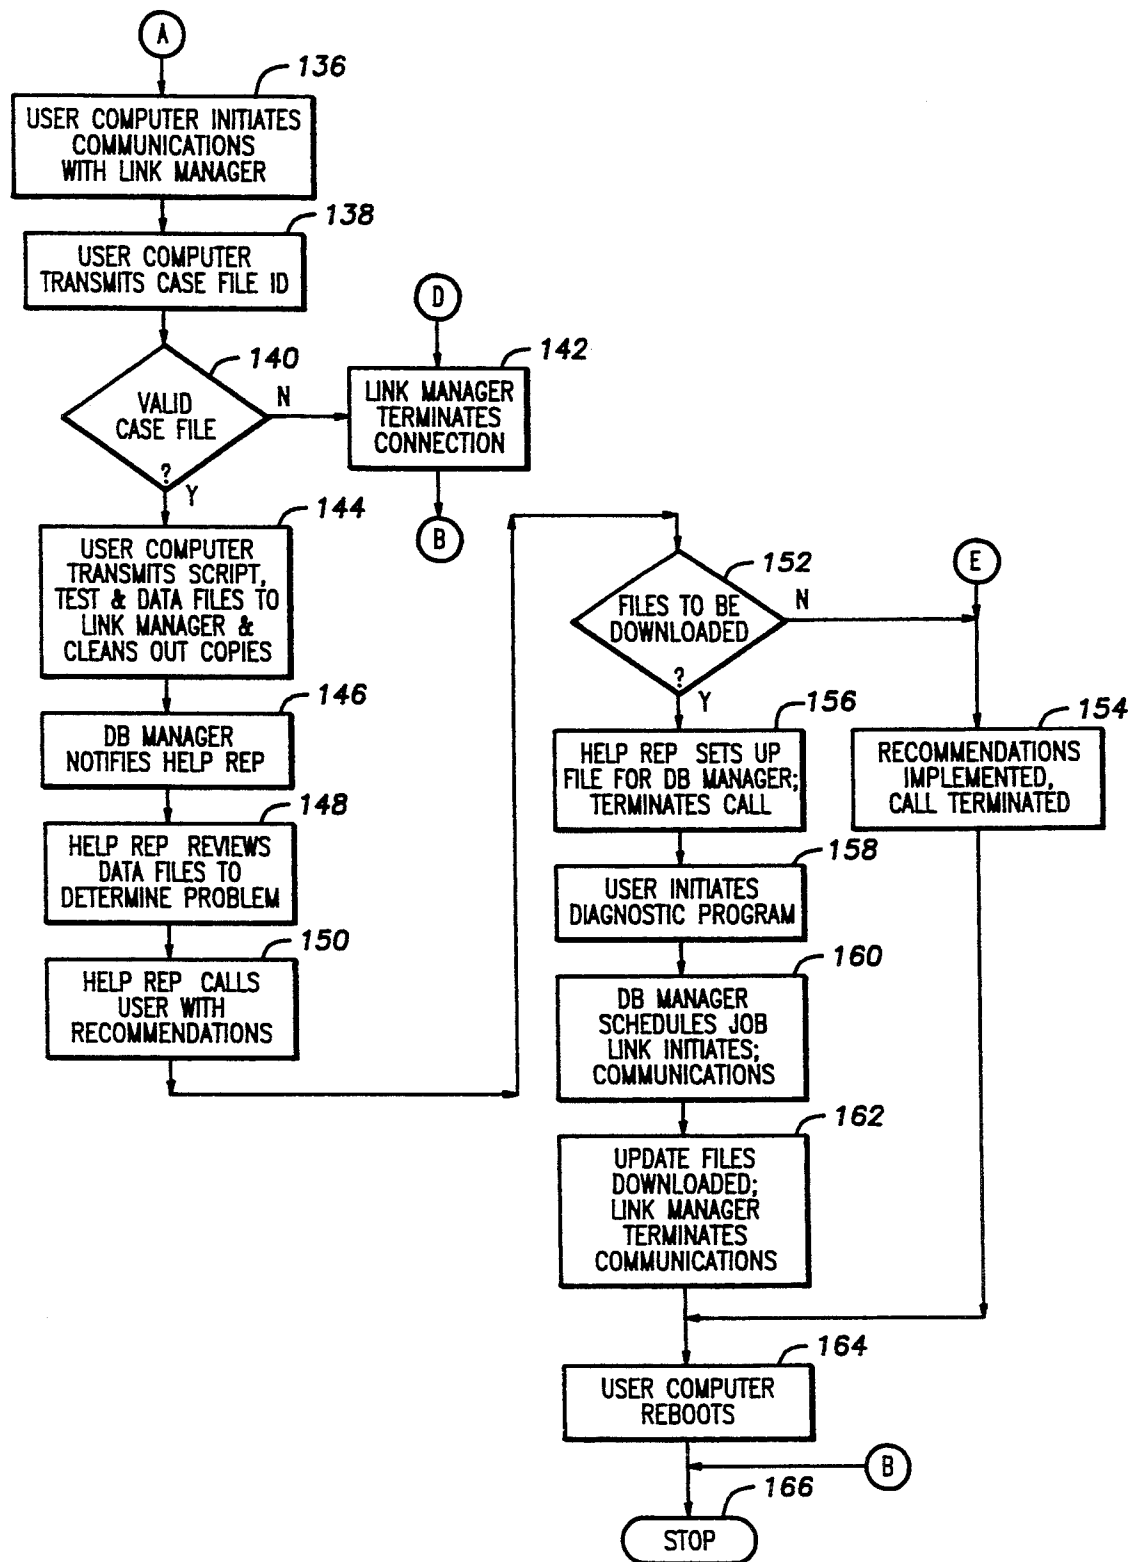 A
136
USER COMPUTER INITIATES
COMMUNICATIONS
WITH LINK MANAGER
138
USER COMPUTER
TRANSMITS CASE FILE ID
140
VALID
CASE FILE
?
N
Y
D
142
LINK MANAGER
TERMINATES
CONNECTION
B
144
USER COMPUTER
TRANSMITS SCRIPT,
TEST & DATA FILES TO
LINK MANAGER &
CLEANS OUT COPIES
146
DB MANAGER
NOTIFIES HELP REP
148
HELP REP REVIEWS
DATA FILES TO
DETERMINE PROBLEM
150
HELP REP CALLS
USER WITH
RECOMMENDATIONS
152
FILES TO BE
DOWNLOADED
?
N
Y
E
154
RECOMMENDATIONS
IMPLEMENTED,
CALL TERMINATED
156
HELP REP SETS UP
FILE FOR DB MANAGER;
TERMINATES CALL
158
USER INITIATES
DIAGNOSTIC PROGRAM
160
DB MANAGER
SCHEDULES JOB
LINK INITIATES;
COMMUNICATIONS
162
UPDATE FILES
DOWNLOADED;
LINK MANAGER
TERMINATES
COMMUNICATIONS
164
USER COMPUTER
REBOOTS
B
166
STOP